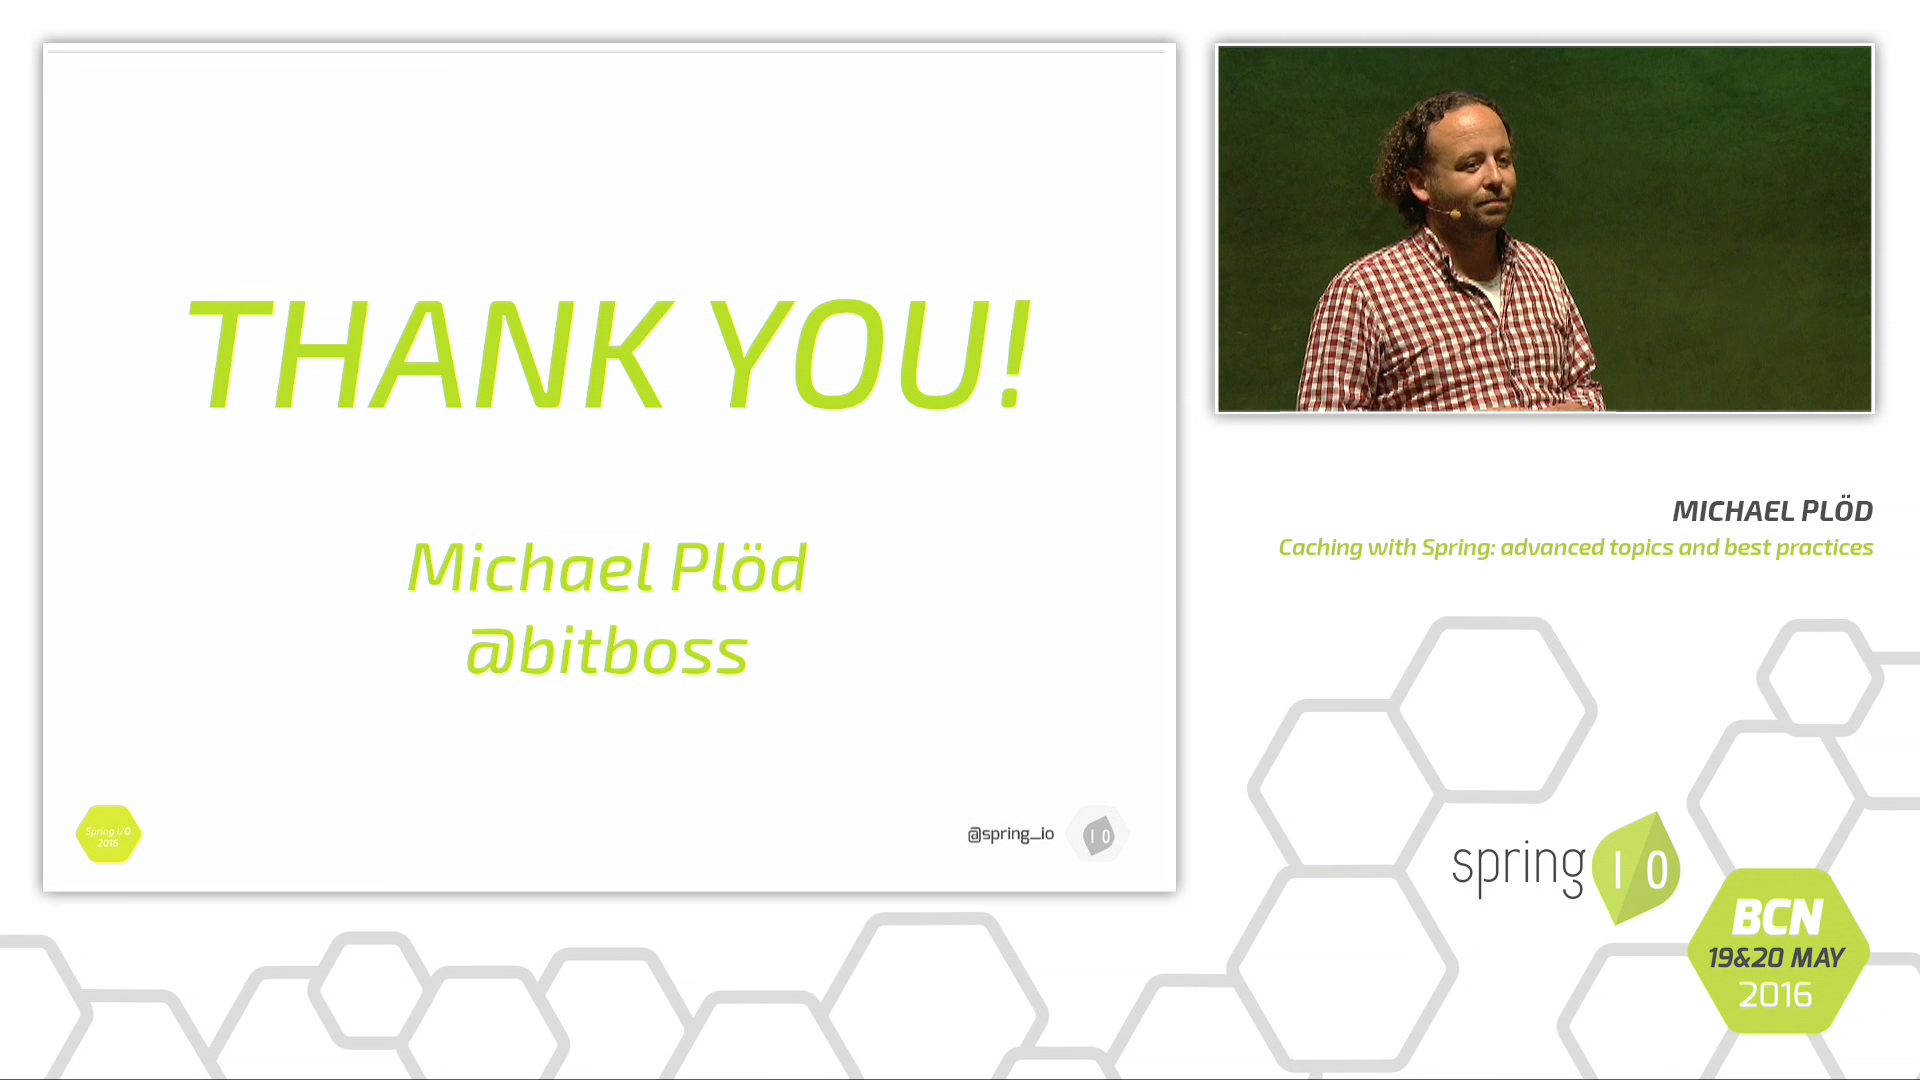 THANK YOU!
Michael Plöd
@bitboss
Spring I/O
2016
@spring_io
I O
MICHAEL PLÖD
Caching with Spring: advanced topics and best practices
spring I O
BCN
19&20 MAY
2016